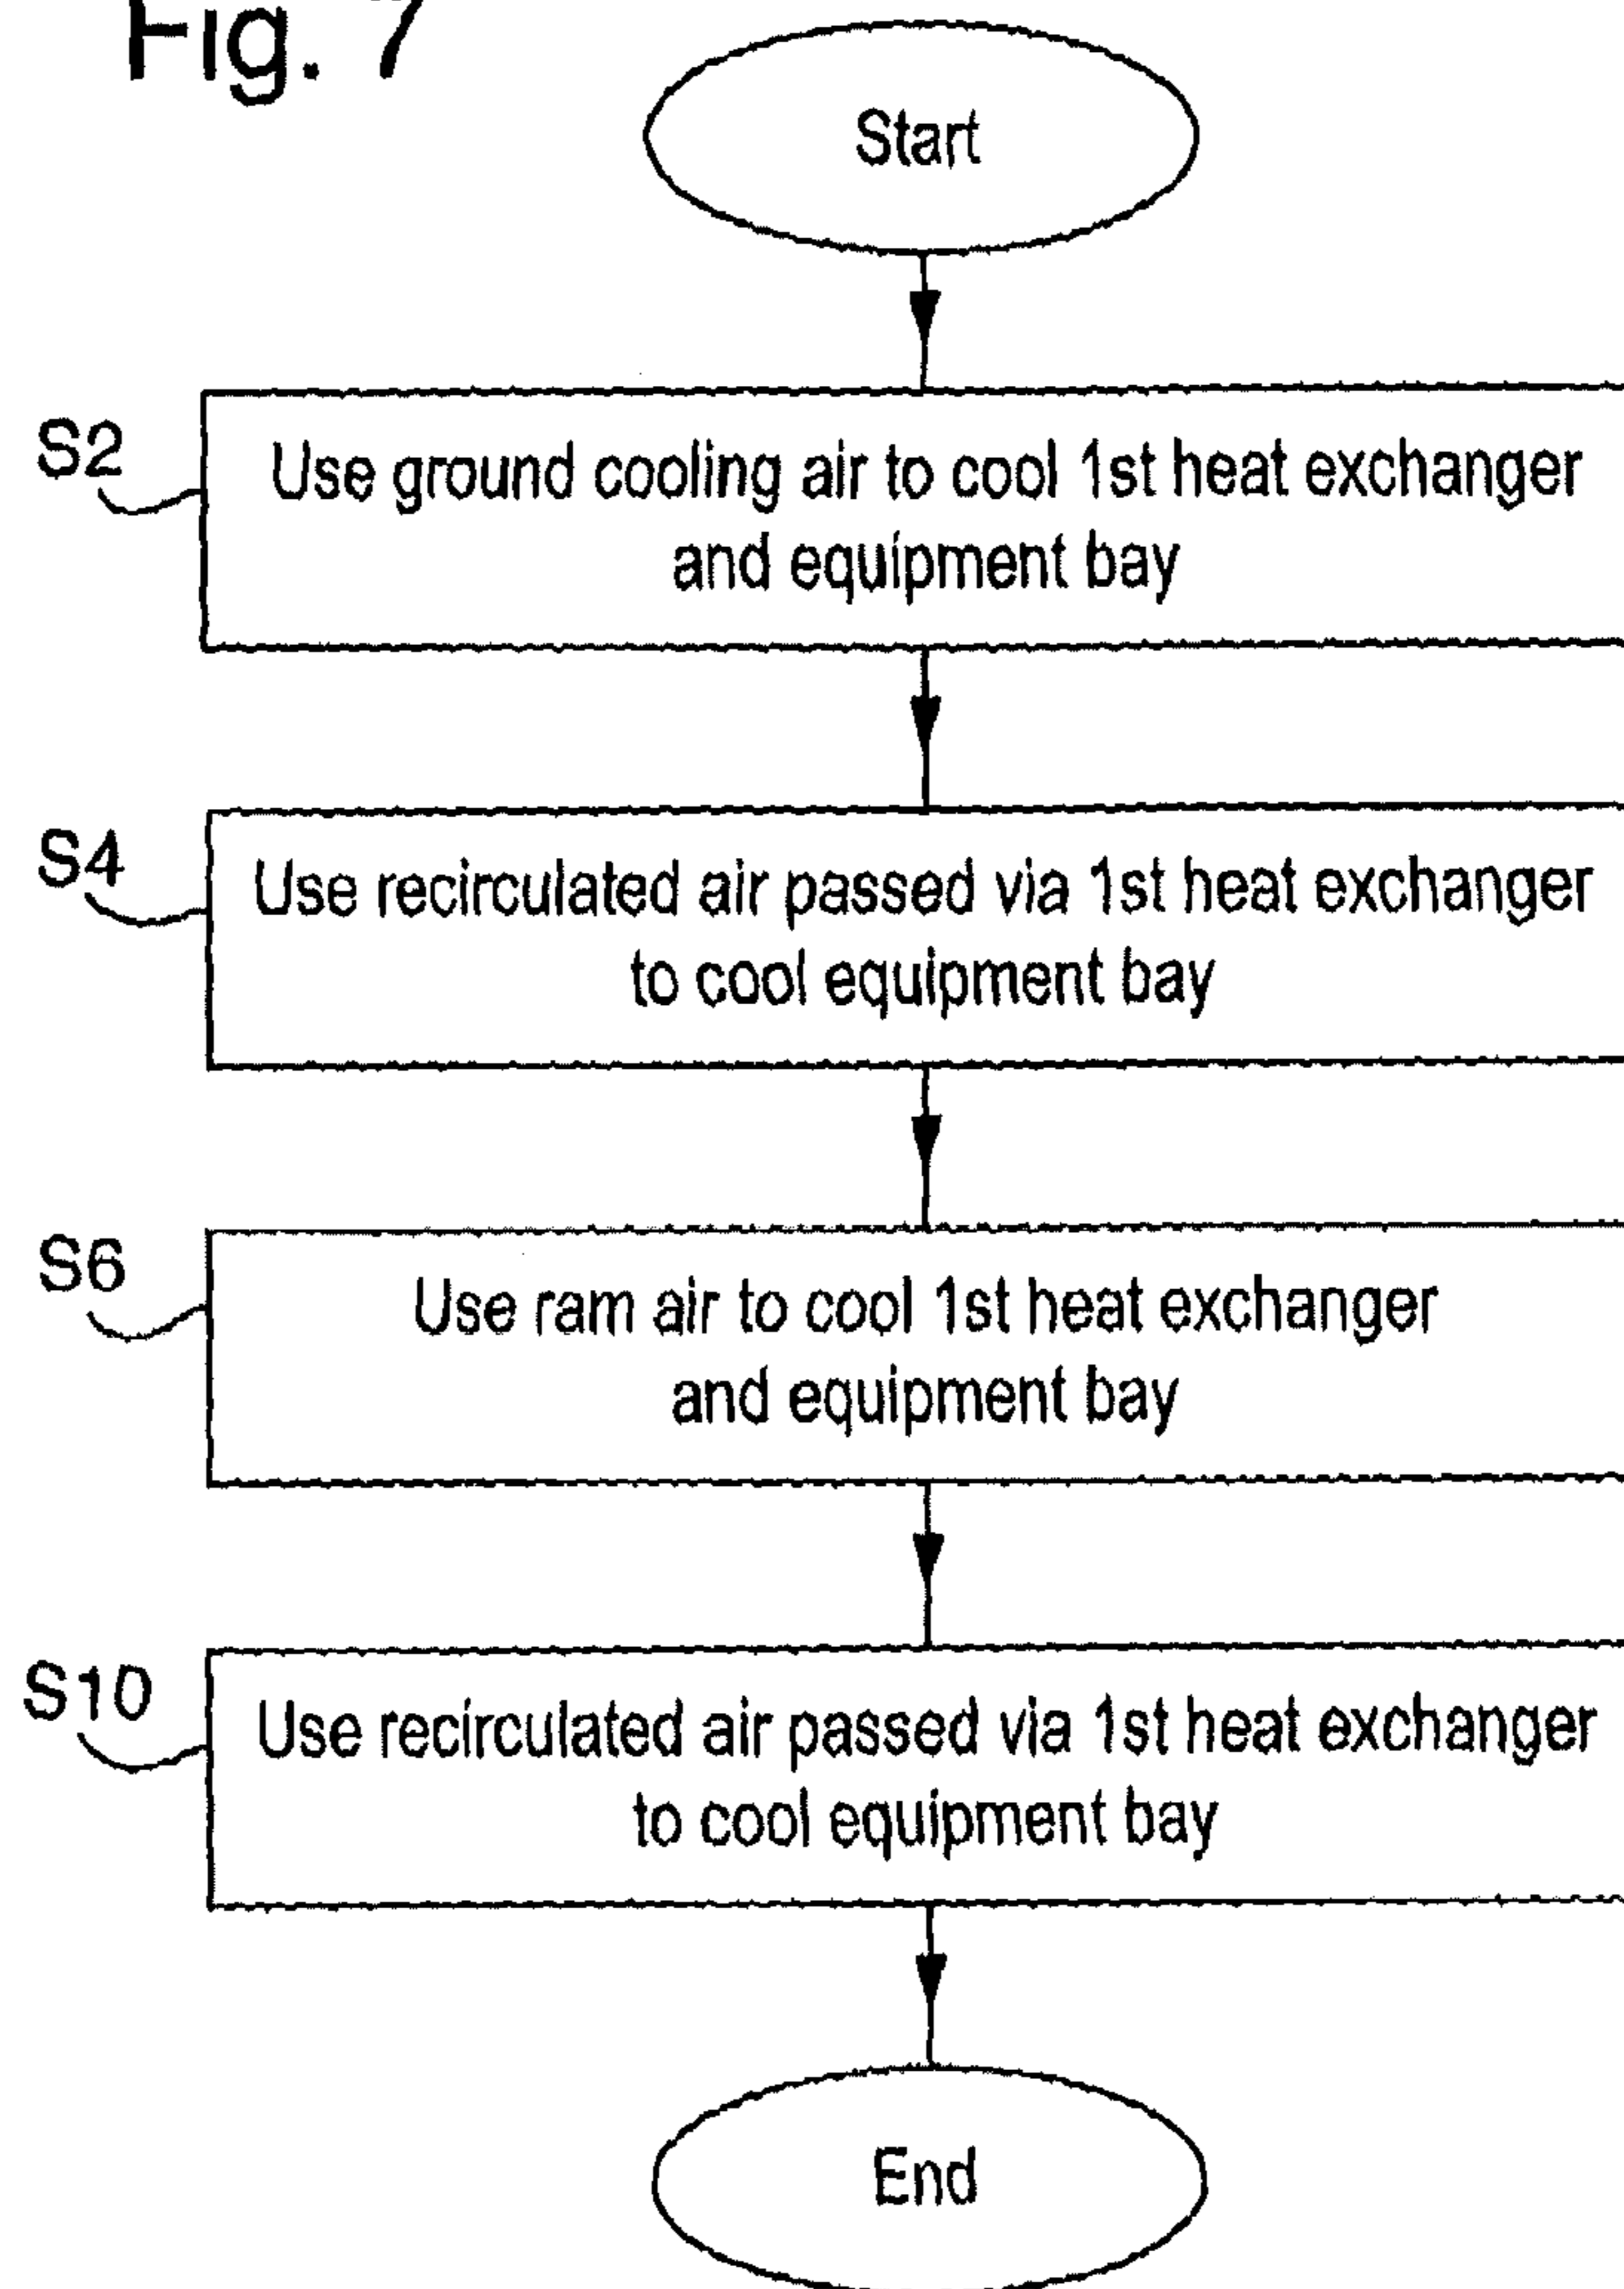 Fig. 7
Start
S2
Use ground cooling air to cool 1st heat exchanger
and equipment bay
S4
Use recirculated air passed via 1st heat exchanger
to cool equipment bay
S6
Use ram air to cool 1st heat exchanger
and equipment bay
S10
Use recirculated air passed via 1st heat exchanger
to cool equipment bay
End